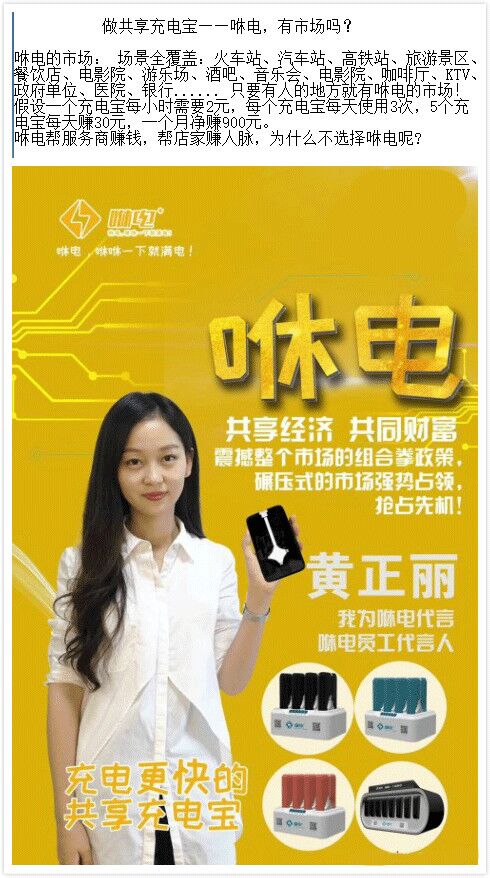 做共享充电宝——咻电，有市场吗？
咻电的市场： 场景全覆盖：火车站、汽车站、高铁站、旅游景区、
餐饮店、电影院、游乐场、酒吧、音乐会、电影院、咖啡厅、KTV、
政府单位、医院、银行...... 只要有人的地方就有咻电的市场！
假设一个充电宝每小时需要2元，每个充电宝每天使用3次，5个充
电宝每天赚30元，一个月净赚900元。
咻电帮服务商赚钱，帮店家赚人脉，为什么不选择咻电呢？
咻电
咻电，咻咻一下就满电！
咻电
共享经济 共同财富
震撼整个市场的组合拳政策，
碾压式的市场强势占领，
抢占先机！
黄正丽
我为咻电代言
咻电员工代言人
充电更快的
共享充电宝